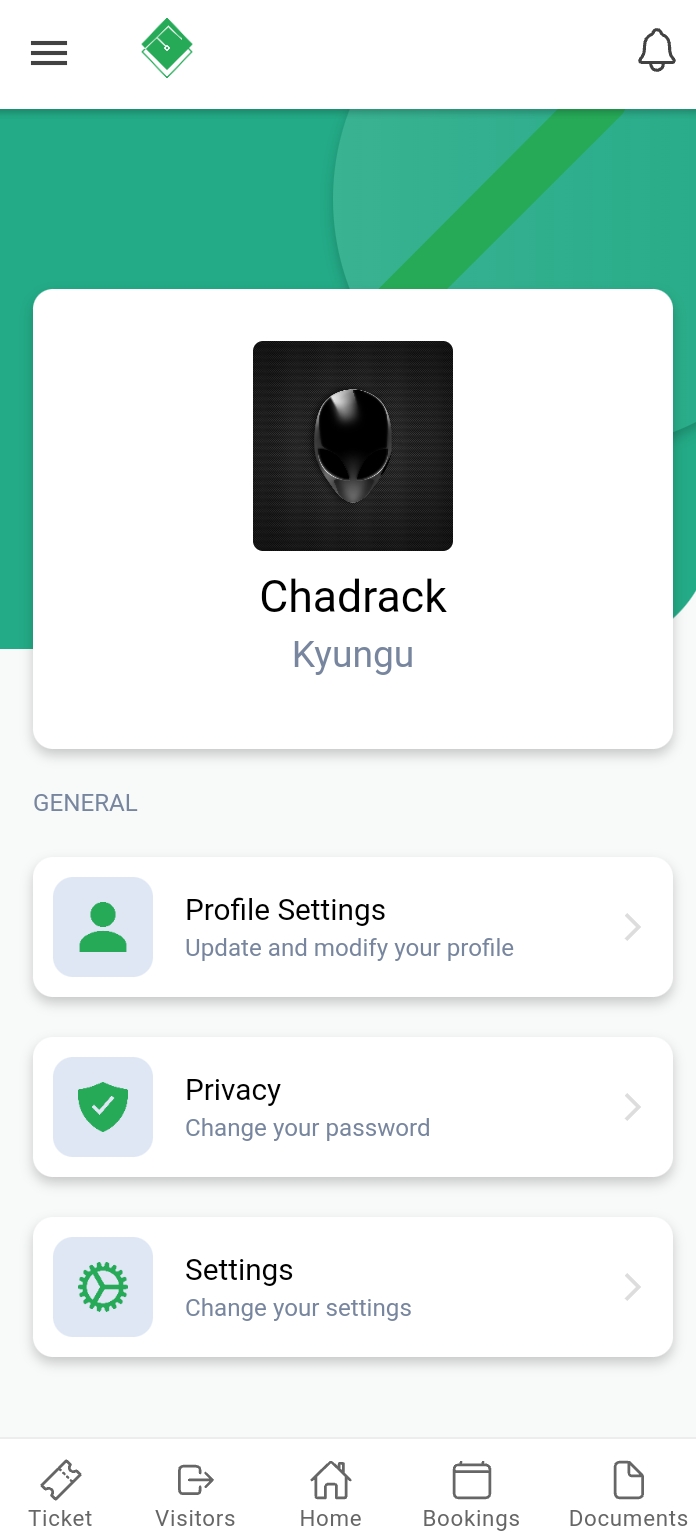 Chadrack
Kyungu
GENERAL
Profile Settings
Update and modify your profile
Privacy
Change your password
Settings
Change your settings
Ticket
Visitors
Home
Bookings
Documents